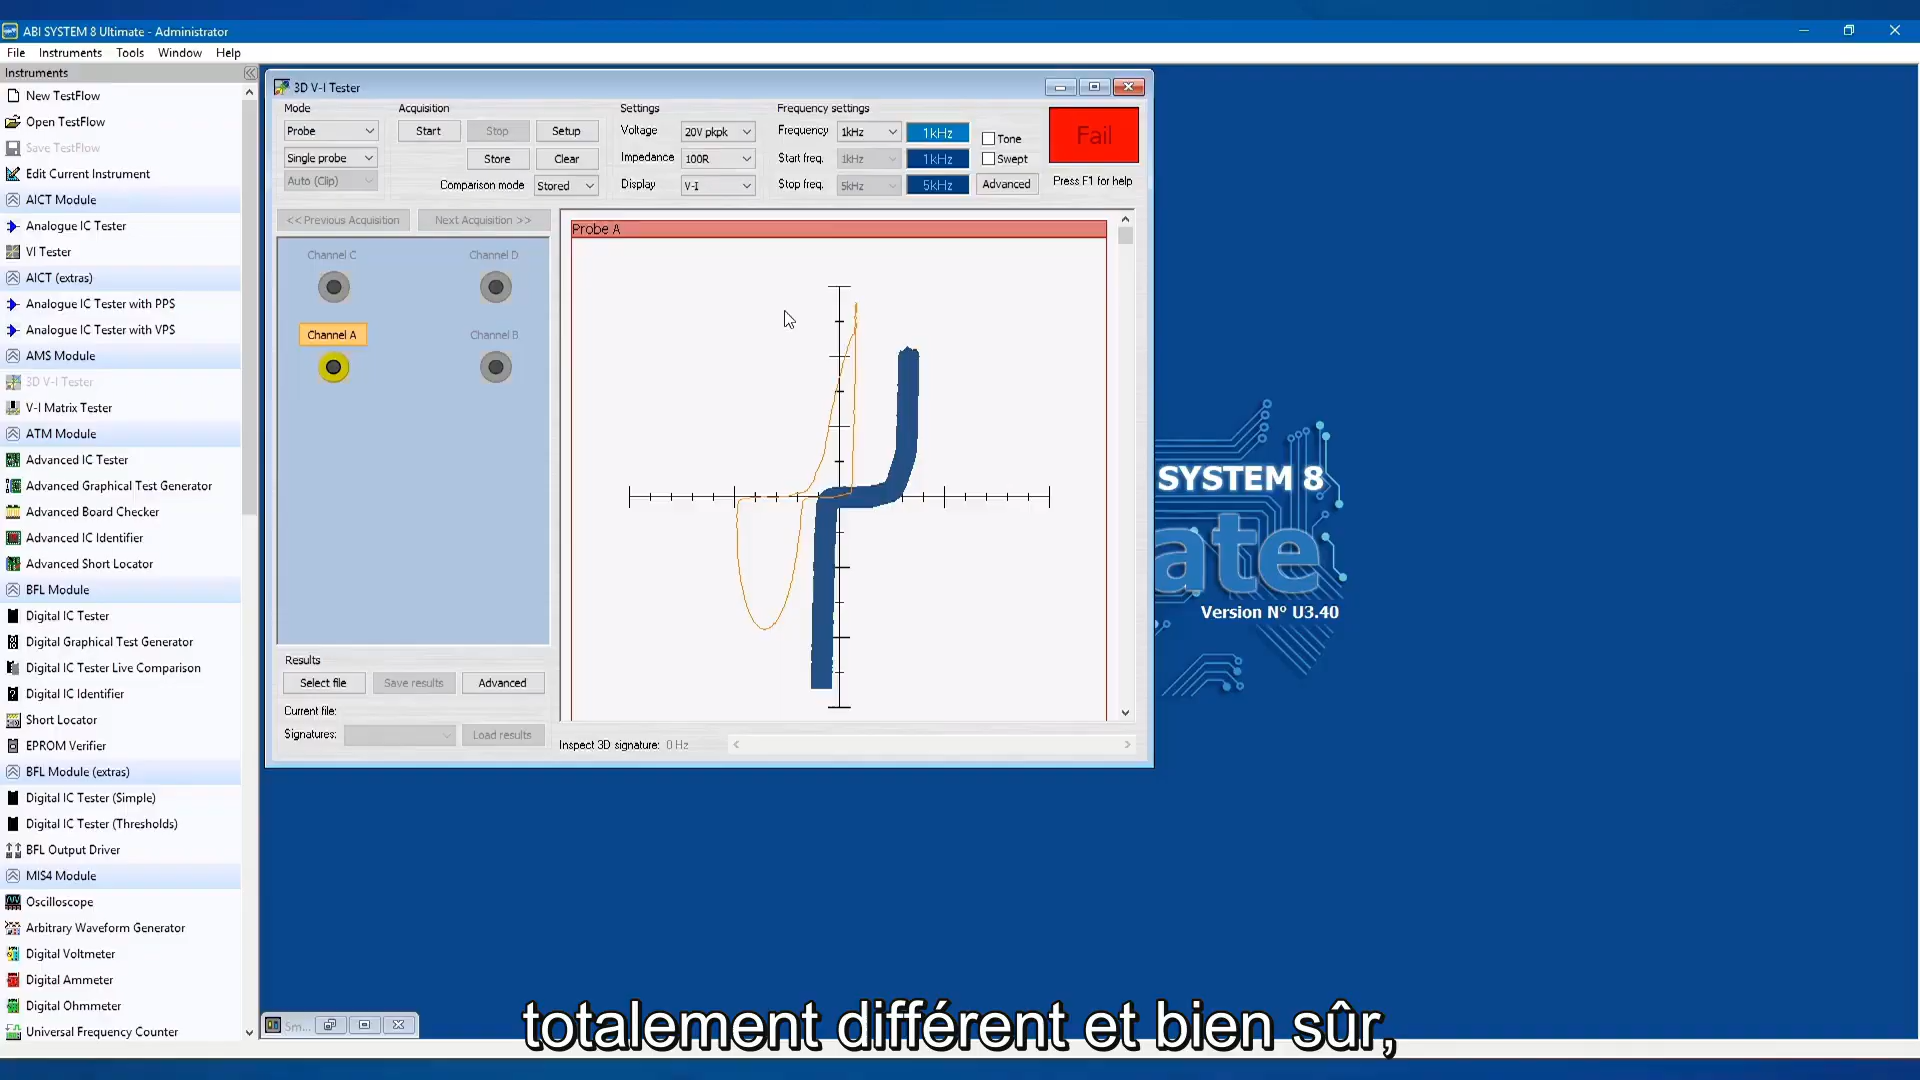 ABI SYSTEM 8 Ultimate - Administrator
File Instruments Tools Window Help
Instruments
New TestFlow
Open TestFlow
Save TestFlow
Edit Current Instrument
AICT Module
Analogue IC Tester
VI Tester
AICT (extras)
Analogue IC Tester with PPS
Analogue IC Tester with VPS
AMS Module
3D V-I Tester
V-I Matrix Tester
ATM Module
Advanced IC Tester
Advanced Graphical Test Generator
Advanced Board Checker
Advanced IC Identifier
Advanced Short Locator
BFL Module
Digital IC Tester
Digital Graphical Test Generator
Digital IC Tester Live Comparison
Digital IC Identifier
Short Locator
EPROM Verifier
BFL Module (extras)
Digital IC Tester (Simple)
Digital IC Tester (Thresholds)
BFL Output Driver
MIS4 Module
Oscilloscope
Arbitrary Waveform Generator
Digital Voltmeter
Digital Ammeter
Digital Ohmmeter
Universal Frequency Counter
3D V-I Tester
Mode Acquisition Settings Frequency settings
Probe Start Stop Setup Voltage 20V pkpk Frequency 1kHz 1kHz Tone Fail
Single probe Store Clear Impedance 100R Start freq. 1kHz 1kHz Swept
Auto (Clip) Comparison mode Stored Display V-I Stop freq. 5kHz 5kHz Advanced Press F1 for help
<< Previous Acquisition Next Acquisition >>
Probe A
Channel C Channel D
Channel A Channel B
Results
Select file Save results Advanced
Current file:
Signatures: Load results
Inspect 3D signature: 0 Hz
SYSTEM 8
ate
Version N° U3.40
Sm...
totalement différent et bien sûr,